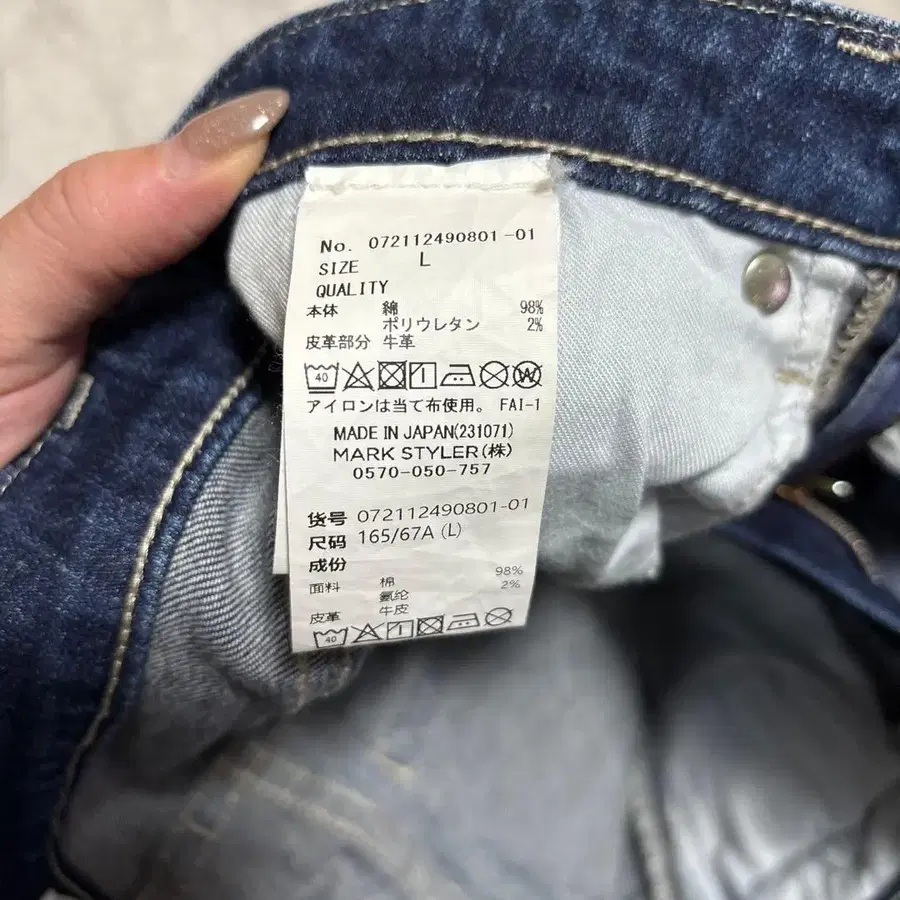 No. 072112490801-01
SIZE L
QUALITY
本体 綿 98%
ポリウレタン 2%
皮革部分 牛革
40
アイロンは当て布使用。 FAI-1
MADE IN JAPAN(231071)
MARK STYLER(株)
0570-050-757
货号 072112490801-01
尺码 165/67A (L)
成份
面料 棉 98%
氨纶 2%
皮革 牛皮
40